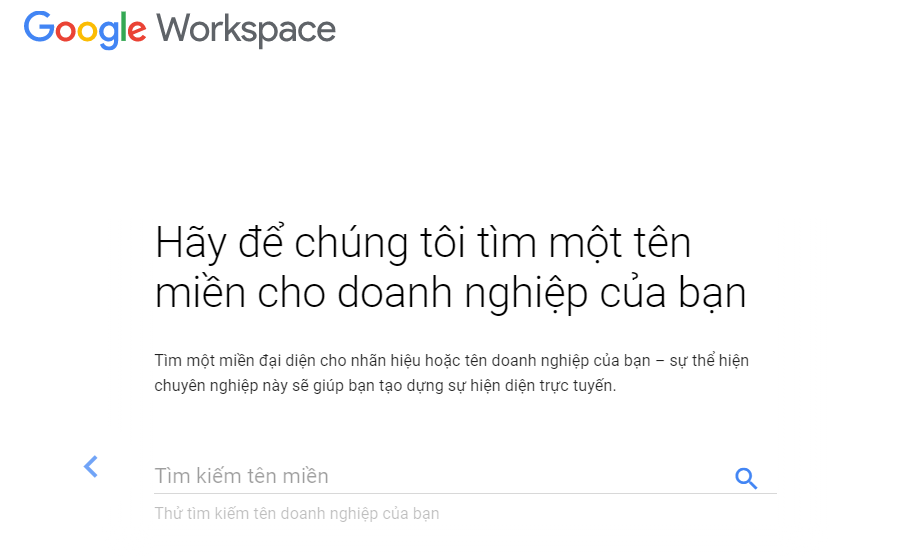 Google Workspace
Hãy để chúng tôi tìm một tên
miền cho doanh nghiệp của bạn
Tìm một miền đại diện cho nhãn hiệu hoặc tên doanh nghiệp của bạn – sự thể hiện
chuyên nghiệp này sẽ giúp bạn tạo dựng sự hiện diện trực tuyến.
Tìm kiếm tên miền
Thử tìm kiếm tên doanh nghiệp của bạn